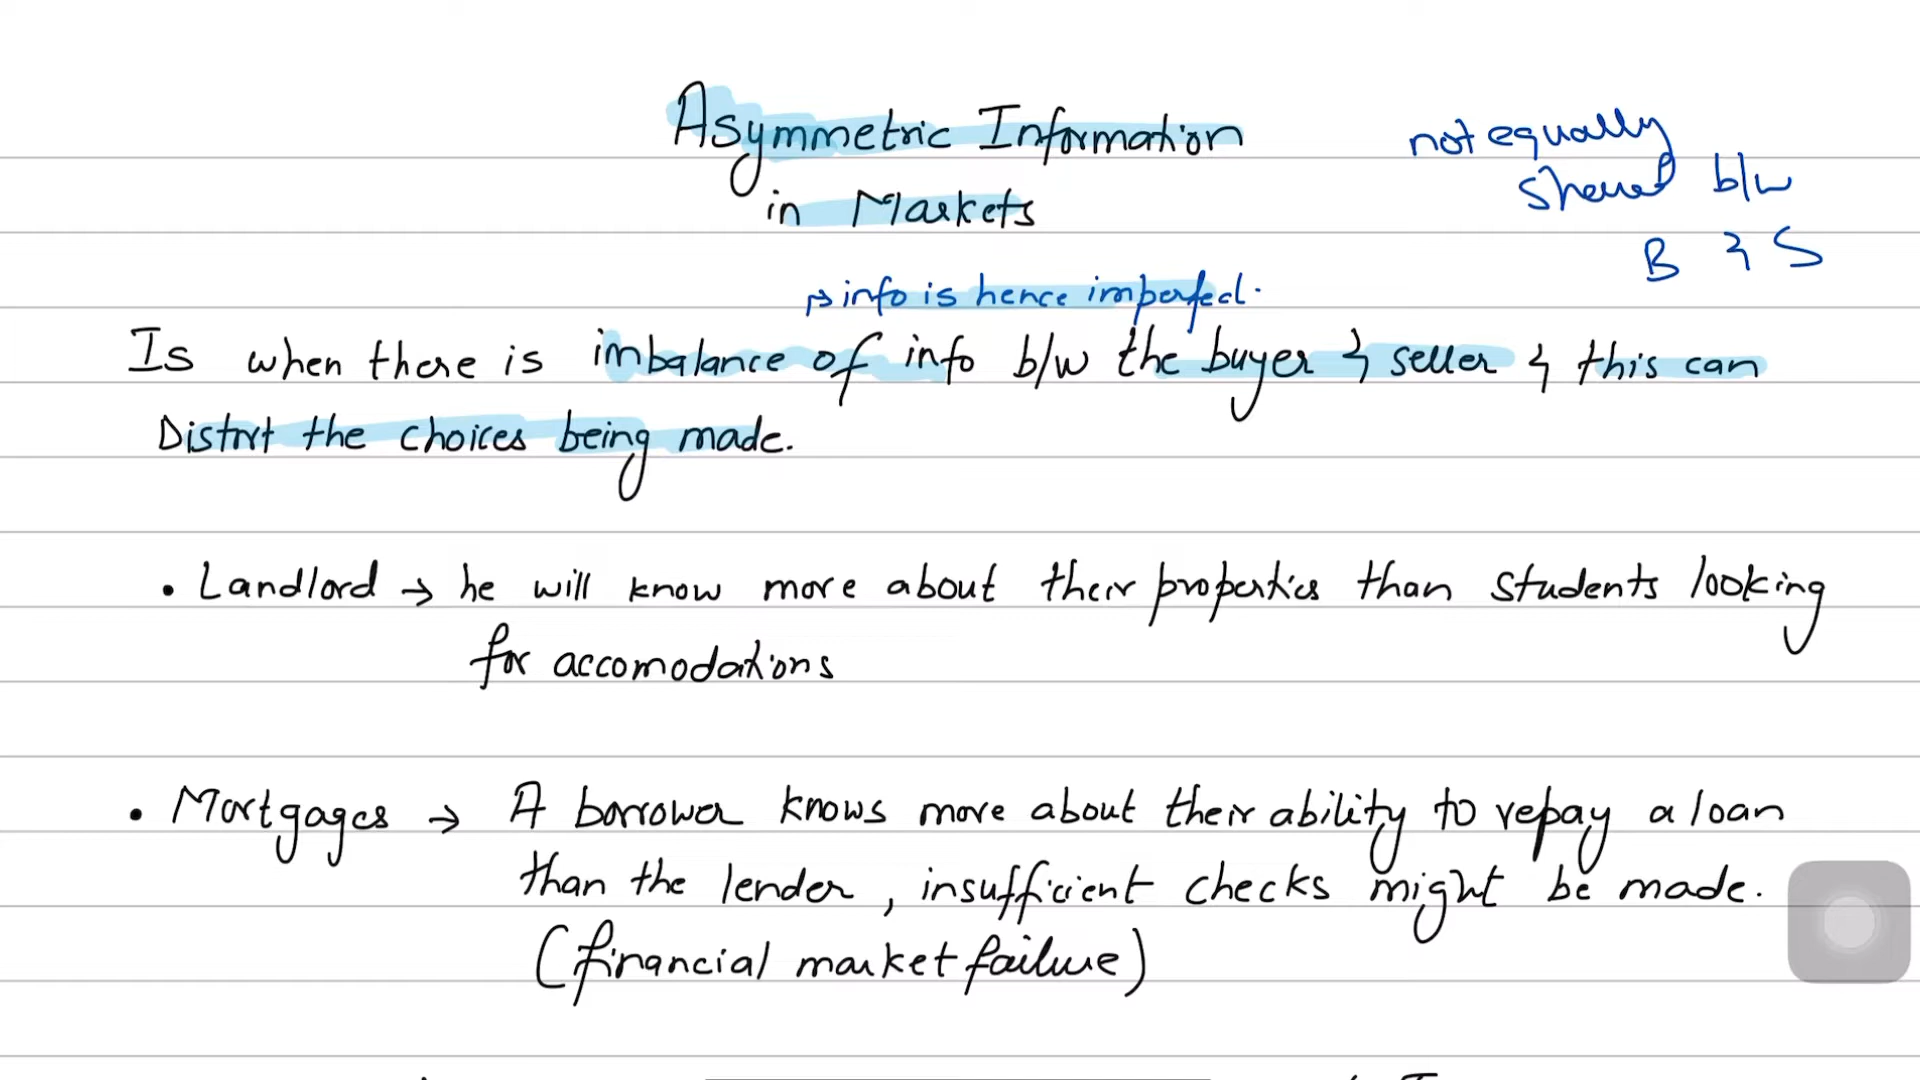 Asymmetric Information
in Markets
not equally
shared b/w
B & S
info is hence imperfect.
Is when there is imbalance of info b/w the buyer & seller & this can
Distort the choices being made.
• Landlord → he will know more about their properties than students looking
for accomodations
• Mortgages → A borrower knows more about their ability to repay a loan
than the lender, insufficient checks might be made.
(financial market failure)